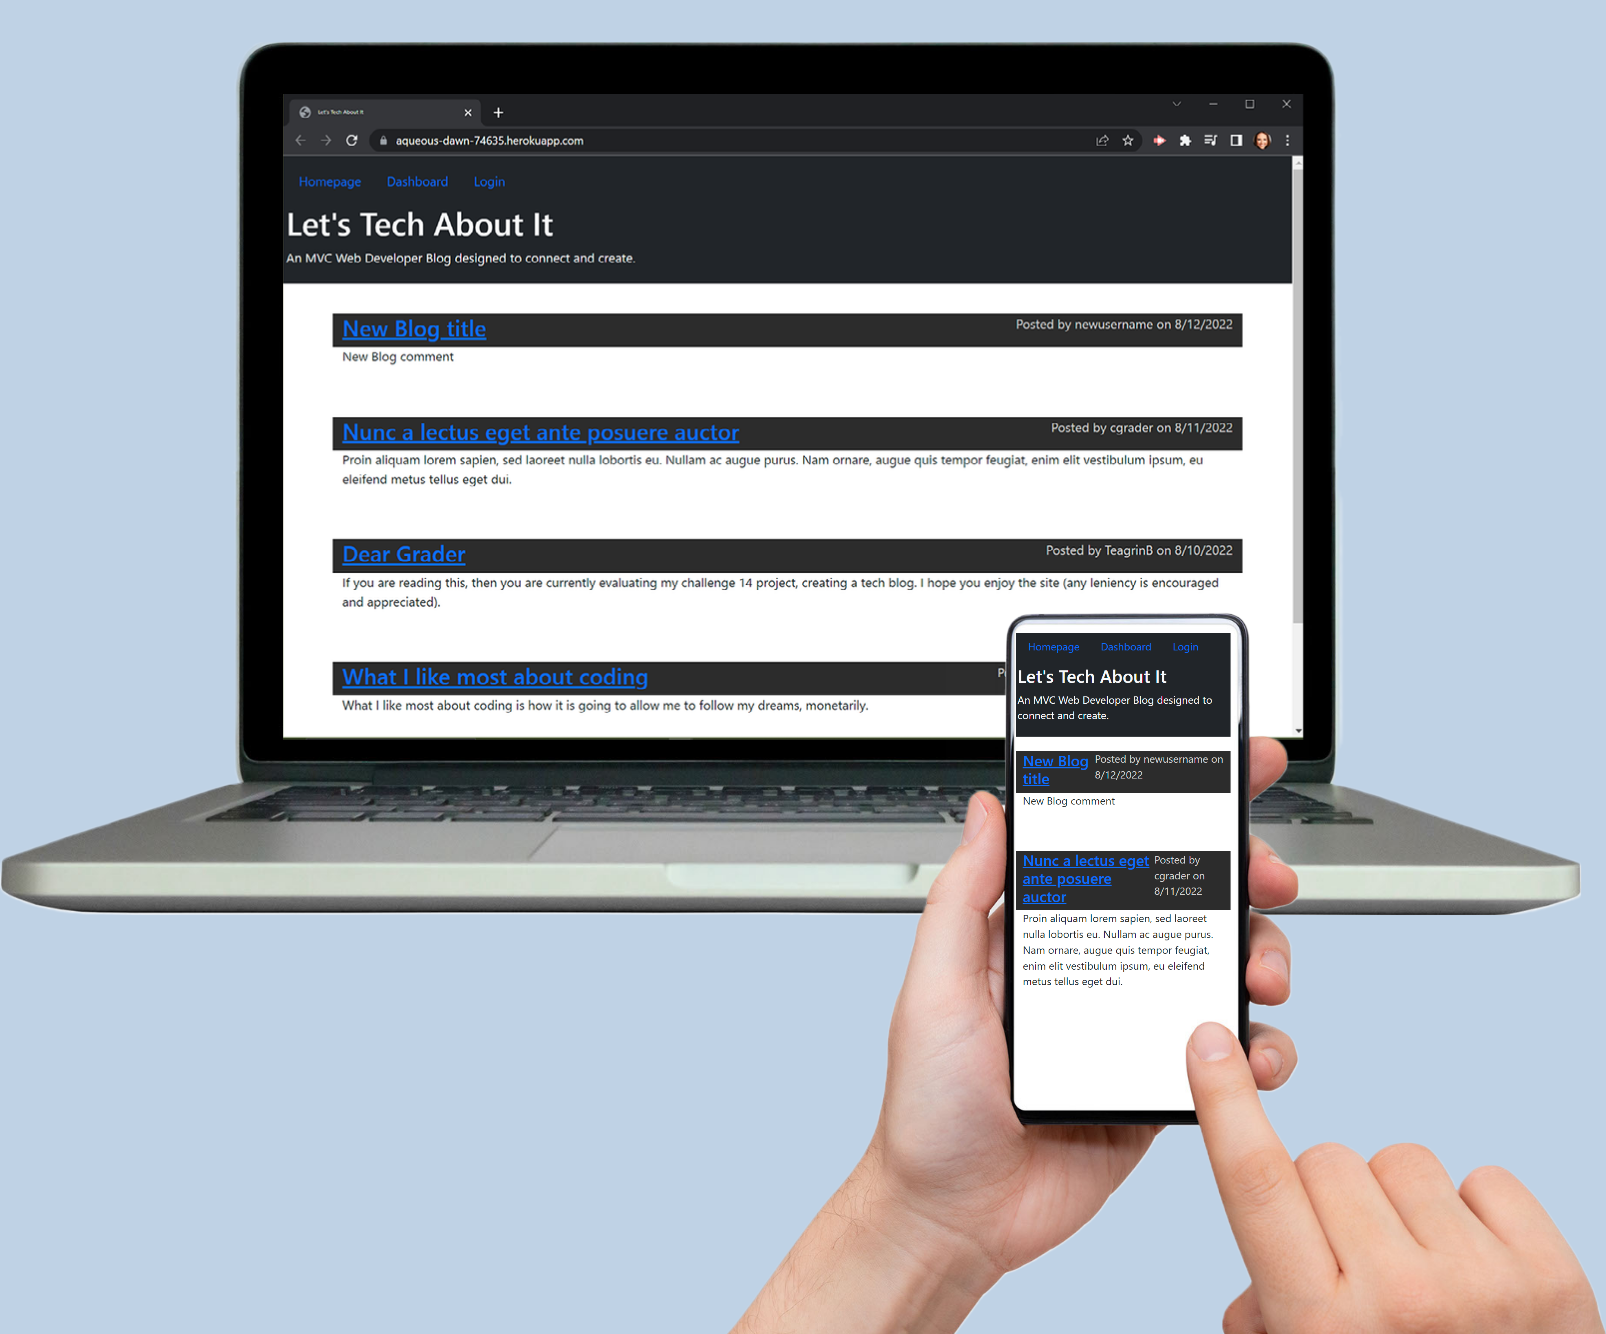 Let's Tech About It
aqueous-dawn-74635.herokuapp.com
Homepage Dashboard Login
Let's Tech About It
An MVC Web Developer Blog designed to connect and create.
New Blog title Posted by newusername on 8/12/2022
New Blog comment
Nunc a lectus eget ante posuere auctor Posted by cgrader on 8/11/2022
Proin aliquam lorem sapien, sed laoreet nulla lobortis eu. Nullam ac augue purus. Nam ornare, augue quis tempor feugiat, enim elit vestibulum ipsum, eu
eleifend metus tellus eget dui.
Dear Grader Posted by TeagrinB on 8/10/2022
If you are reading this, then you are currently evaluating my challenge 14 project, creating a tech blog. I hope you enjoy the site (any leniency is encouraged
and appreciated).
What I like most about coding
What I like most about coding is how it is going to allow me to follow my dreams, monetarily.
Homepage Dashboard Login
Let's Tech About It
An MVC Web Developer Blog designed to
connect and create.
New Blog
title
Posted by newusername on
8/12/2022
New Blog comment
Nunc a lectus eget
ante posuere
auctor
Posted by
cgrader on
8/11/2022
Proin aliquam lorem sapien, sed laoreet
nulla lobortis eu. Nullam ac augue purus.
Nam ornare, augue quis tempor feugiat,
enim elit vestibulum ipsum, eu eleifend
metus tellus eget dui.